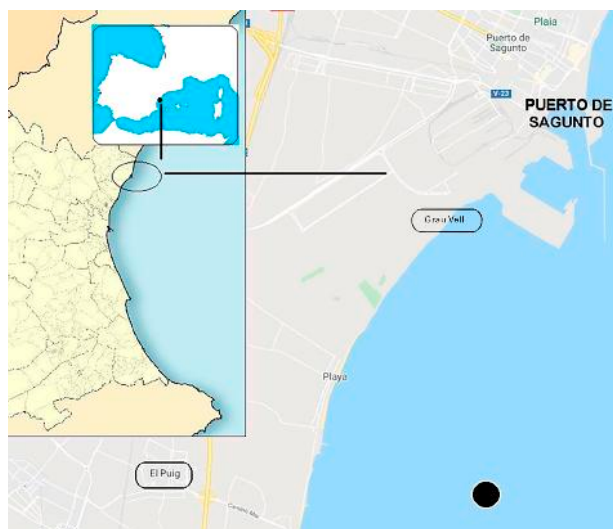 Plaia
Puerto de
Sagunto
V-23
PUERTO DE
SAGUNTO
Grau Vell
Playa
El Puig